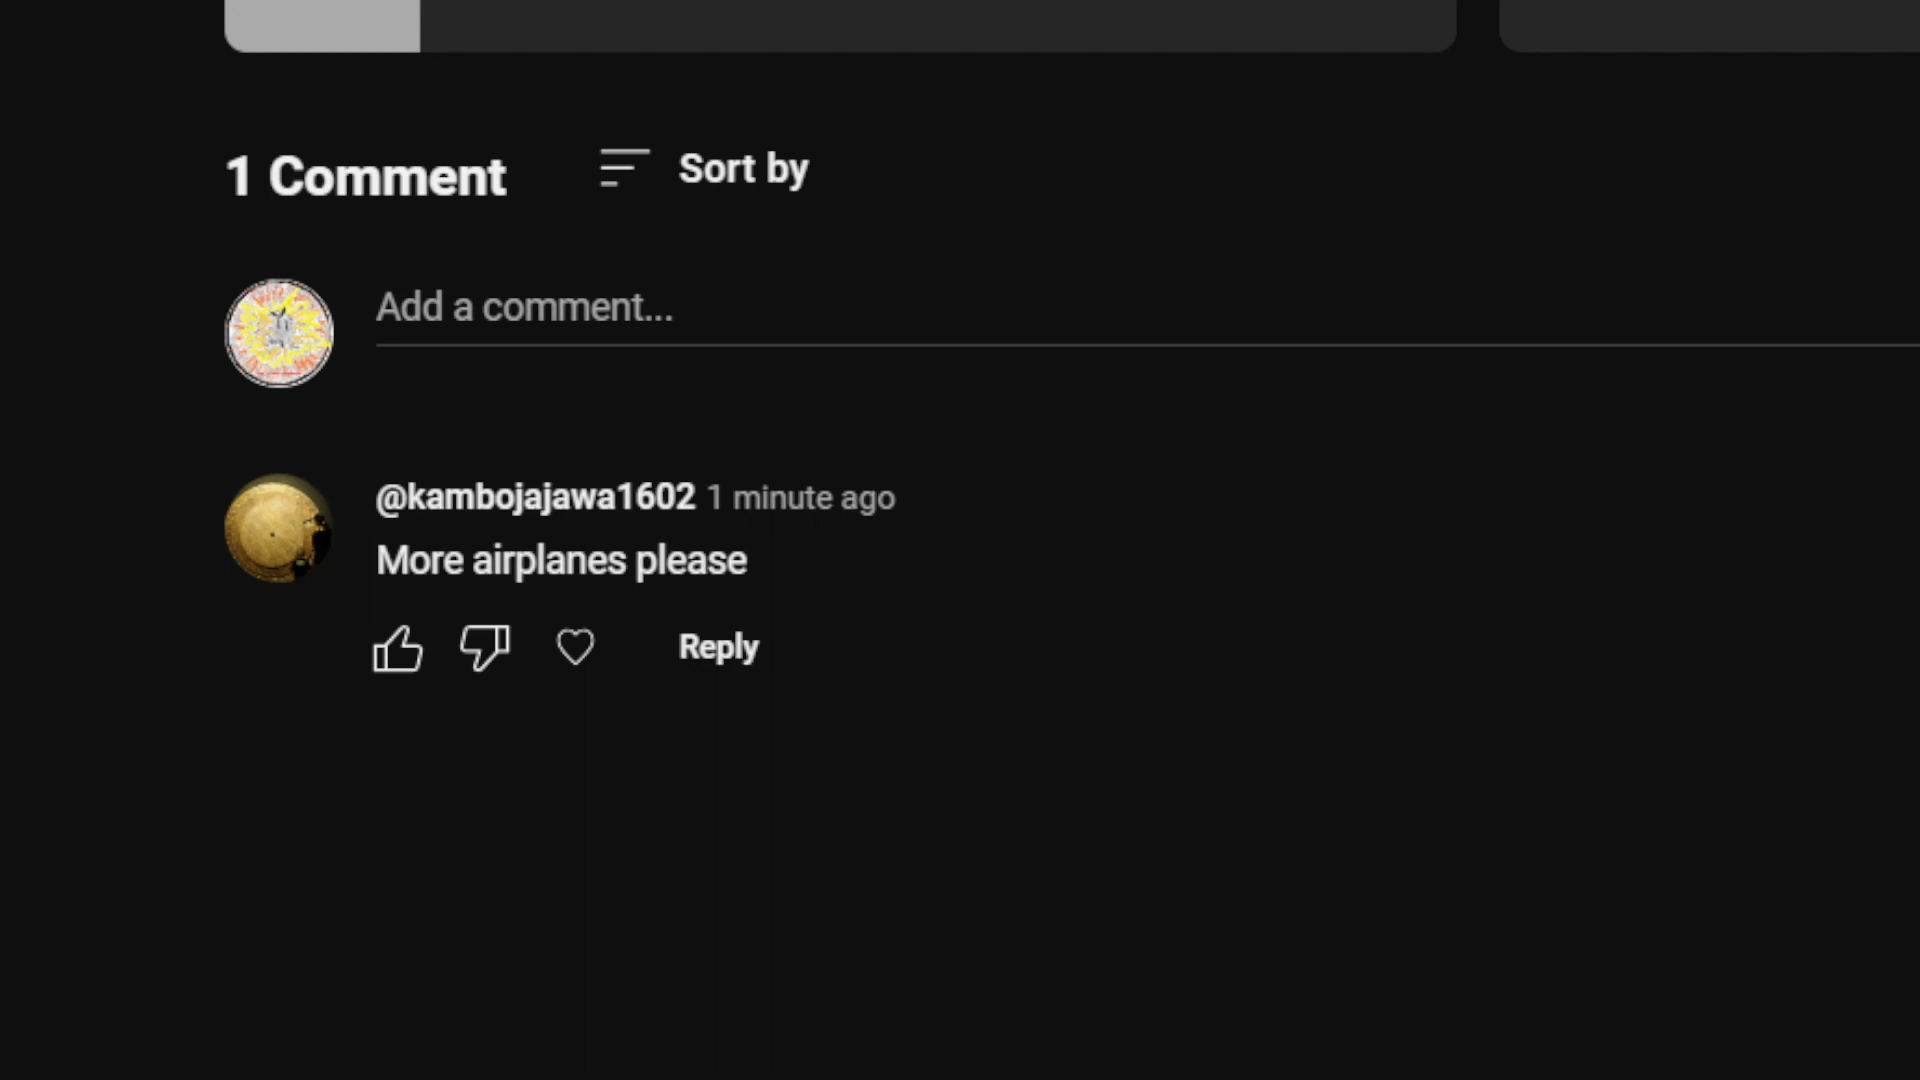 1 Comment
Sort by
Add a comment...
@kambojajawa1602 1 minute ago
More airplanes please
Reply